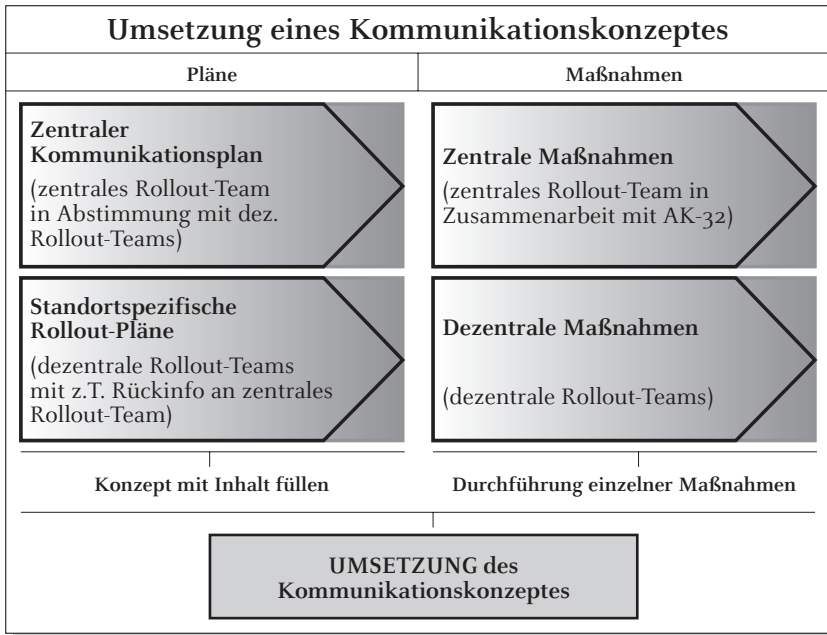 Umsetzung eines Kommunikationskonzeptes
Pläne
Maßnahmen
Zentraler
Kommunikationsplan
(zentrales Rollout-Team
in Abstimmung mit dez.
Rollout-Teams)
Zentrale Maßnahmen
(zentrales Rollout-Team in
Zusammenarbeit mit AK-32)
Standortspezifische
Rollout-Pläne
(dezentrale Rollout-Teams
mit z.T. Rückinfo an zentrales
Rollout-Team)
Dezentrale Maßnahmen
(dezentrale Rollout-Teams)
Konzept mit Inhalt füllen
Durchführung einzelner Maßnahmen
UMSETZUNG des
Kommunikationskonzeptes